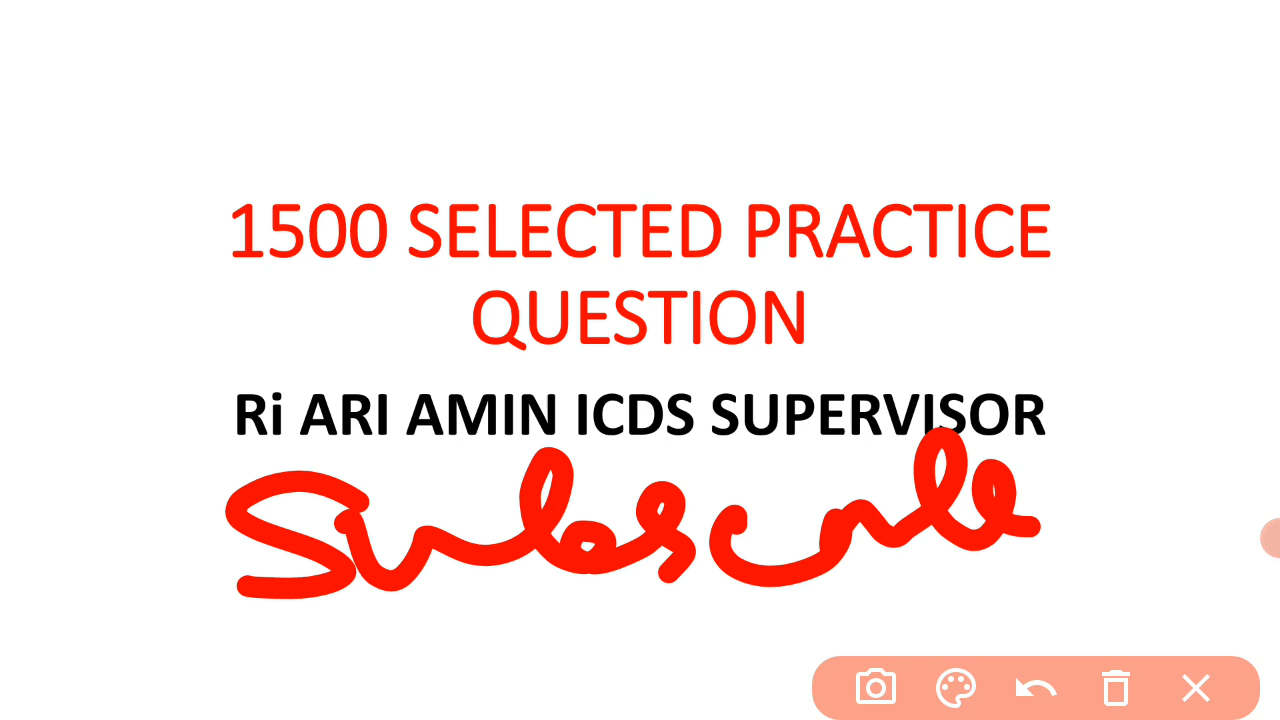 1500 SELECTED PRACTICE
QUESTION
Ri ARI AMIN ICDS SUPERVISOR
Subscribe